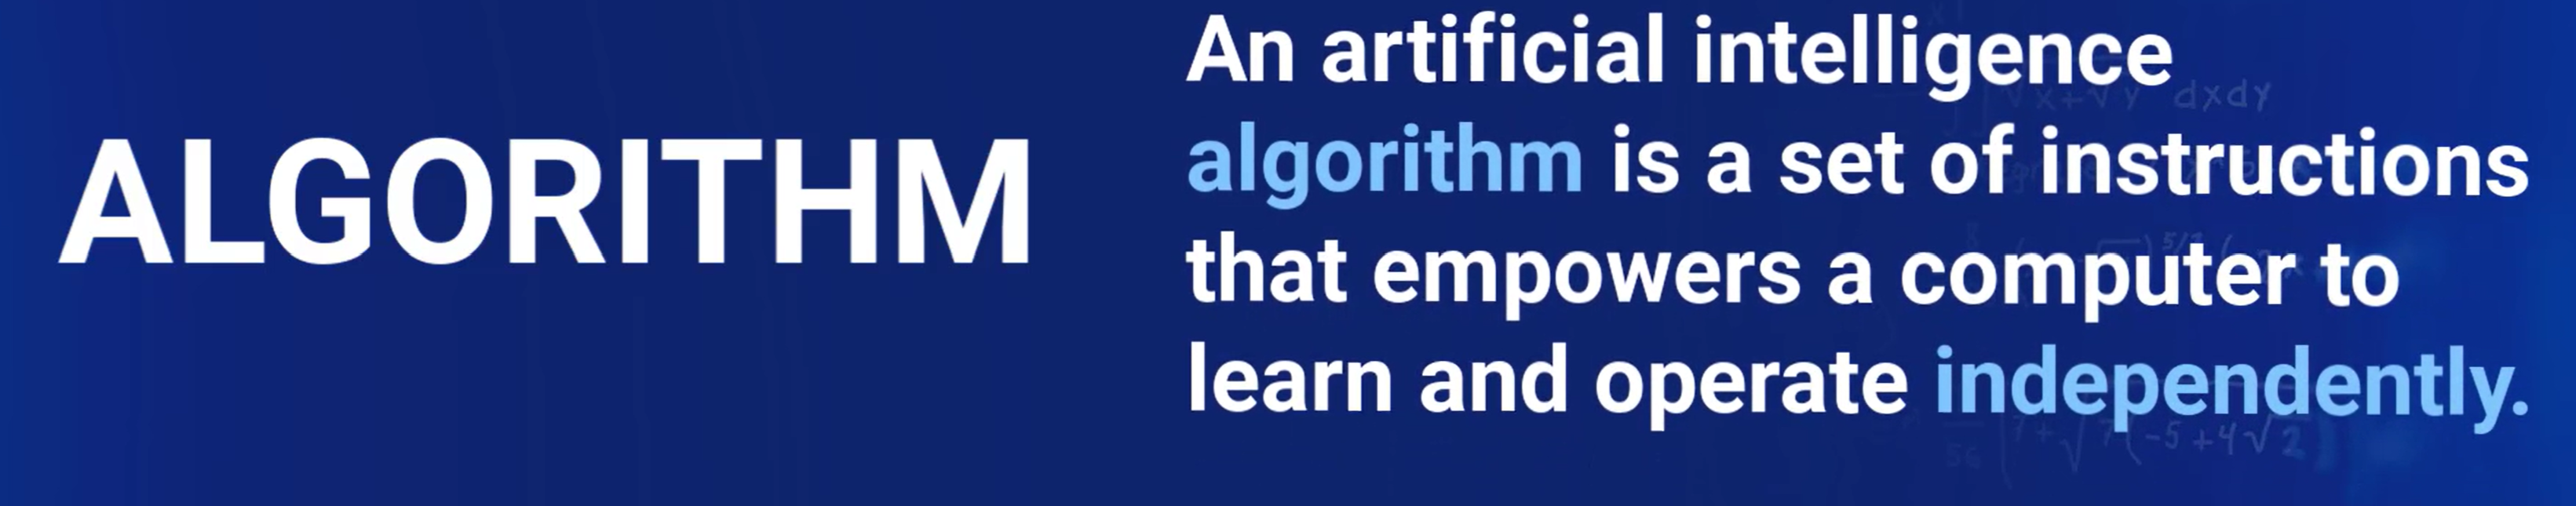 ALGORITHM
An artificial intelligence
algorithm is a set of instructions
that empowers a computer to
learn and operate independently.